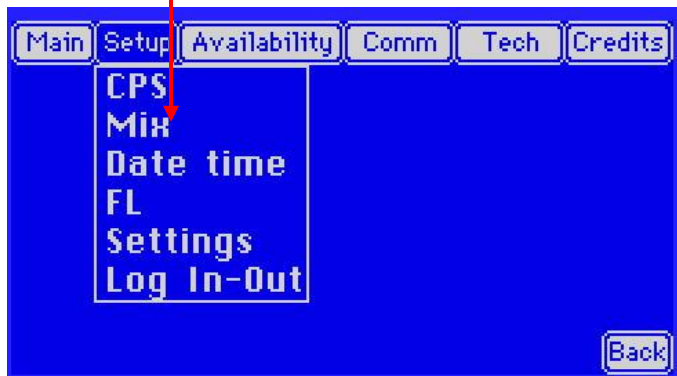 Main Setup Availability Comm Tech Credits
CPS
Mix
Date time
FL
Settings
Log In-Out
Back